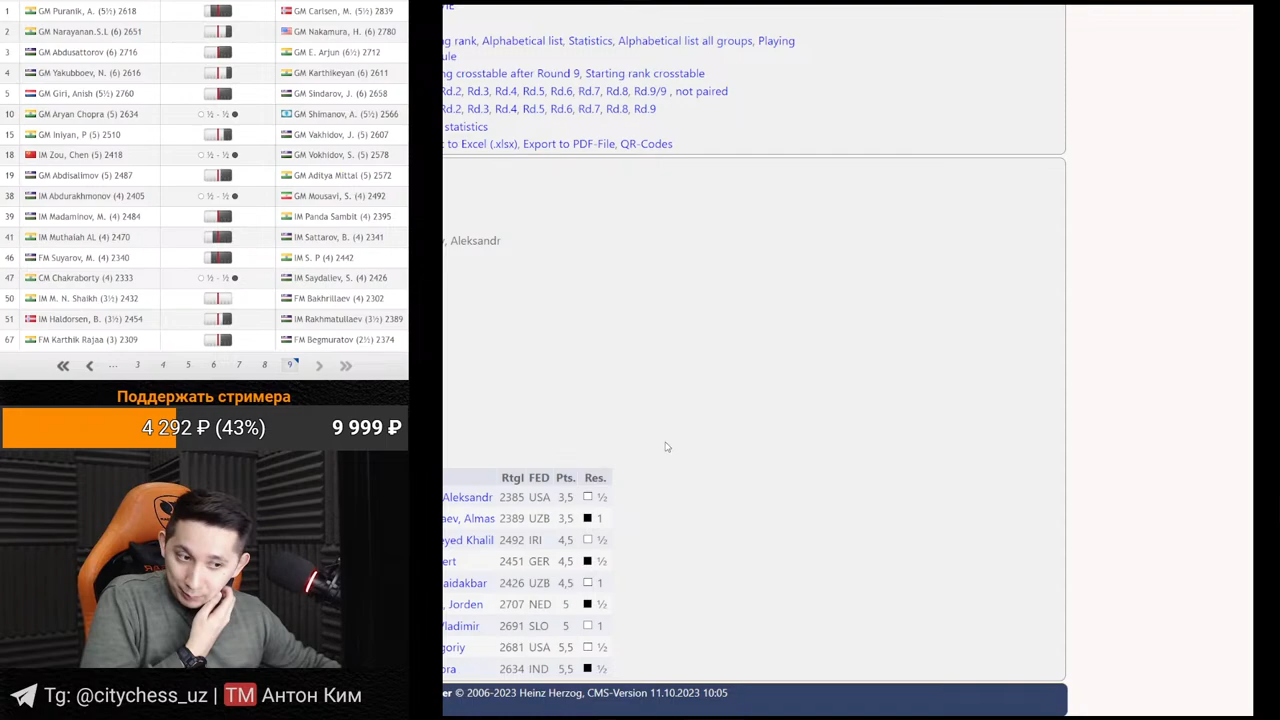 1 GM Puranik, A. (5½) 2618 GM Carlsen, M. (5½) 2839
2 GM Narayanan.S.L (6) 2651 GM Nakamura, H. (6) 2780
3 GM Abdusattorov (6) 2716 GM E. Arjun (6½) 2712
4 GM Yakubboev, N. (6) 2616 GM Karthikeyan (6) 2611
5 GM Giri, Anish (5½) 2760 GM Sindarov, J. (6) 2658
10 GM Aryan Chopra (5) 2634 ½ - ½ GM Shimanov, A. (5½) 2566
15 GM Iniyan, P (5) 2510 GM Vakhidov, J. (5) 2607
18 IM Zou, Chen (5) 2418 ½ - ½ GM Vokhidov, S. (5) 2578
19 GM Abdisalimov (5) 2487 GM Aditya Mittal (5) 2572
38 IM Abdurakhmonov (4) 2405 ½ - ½ GM Mousavi, S. (4) 2492
39 IM Madaminov, M. (4) 2484 IM Panda Sambit (4) 2395
41 IM Muthaiah AL (4) 2470 IM Sattarov, B. (4) 2341
FM Suyarov, M. (4) 2340 IM S. P (4) 2442
47 CM Chakraborty (4) 2333 ½ - ½ IM Saydaliev, S. (4) 2426
50 IM M. N. Shaikh (3½) 2432 FM Bakhrillaev (4) 2302
51 IM Haldorsen, B. (3½) 2454 IM Rakhmatullaev (3½) 2389
67 FM Karthik Rajaa (3) 2309 FM Begmuratov (2½) 2374
... 3 4 5 6 7 8 9
Поддержать стримера
4 292 ₽ (43%) 9 999 ₽
Tg: @citychess_uz | TM Антон Ким
ng rank, Alphabetical list, Statistics, Alphabetical list all groups, Playing
ule
ng crosstable after Round 9, Starting rank crosstable
Rd.2, Rd.3, Rd.4, Rd.5, Rd.6, Rd.7, Rd.8, Rd.9/9 , not paired
Rd.2, Rd.3, Rd.4, Rd.5, Rd.6, Rd.7, Rd.8, Rd.9
statistics
t to Excel (.xlsx), Export to PDF-File, QR-Codes
, Aleksandr
RtgI FED Pts. Res.
Aleksandr 2385 USA 3,5 ½
aev, Almas 2389 UZB 3,5 1
eyed Khalil 2492 IRI 4,5 ½
ert 2451 GER 4,5 ½
aidakbar 2426 UZB 4,5 1
, Jorden 2707 NED 5 ½
ladimir 2691 SLO 5 1
goriy 2681 USA 5,5 ½
ora 2634 IND 5,5 ½
er © 2006-2023 Heinz Herzog, CMS-Version 11.10.2023 10:05